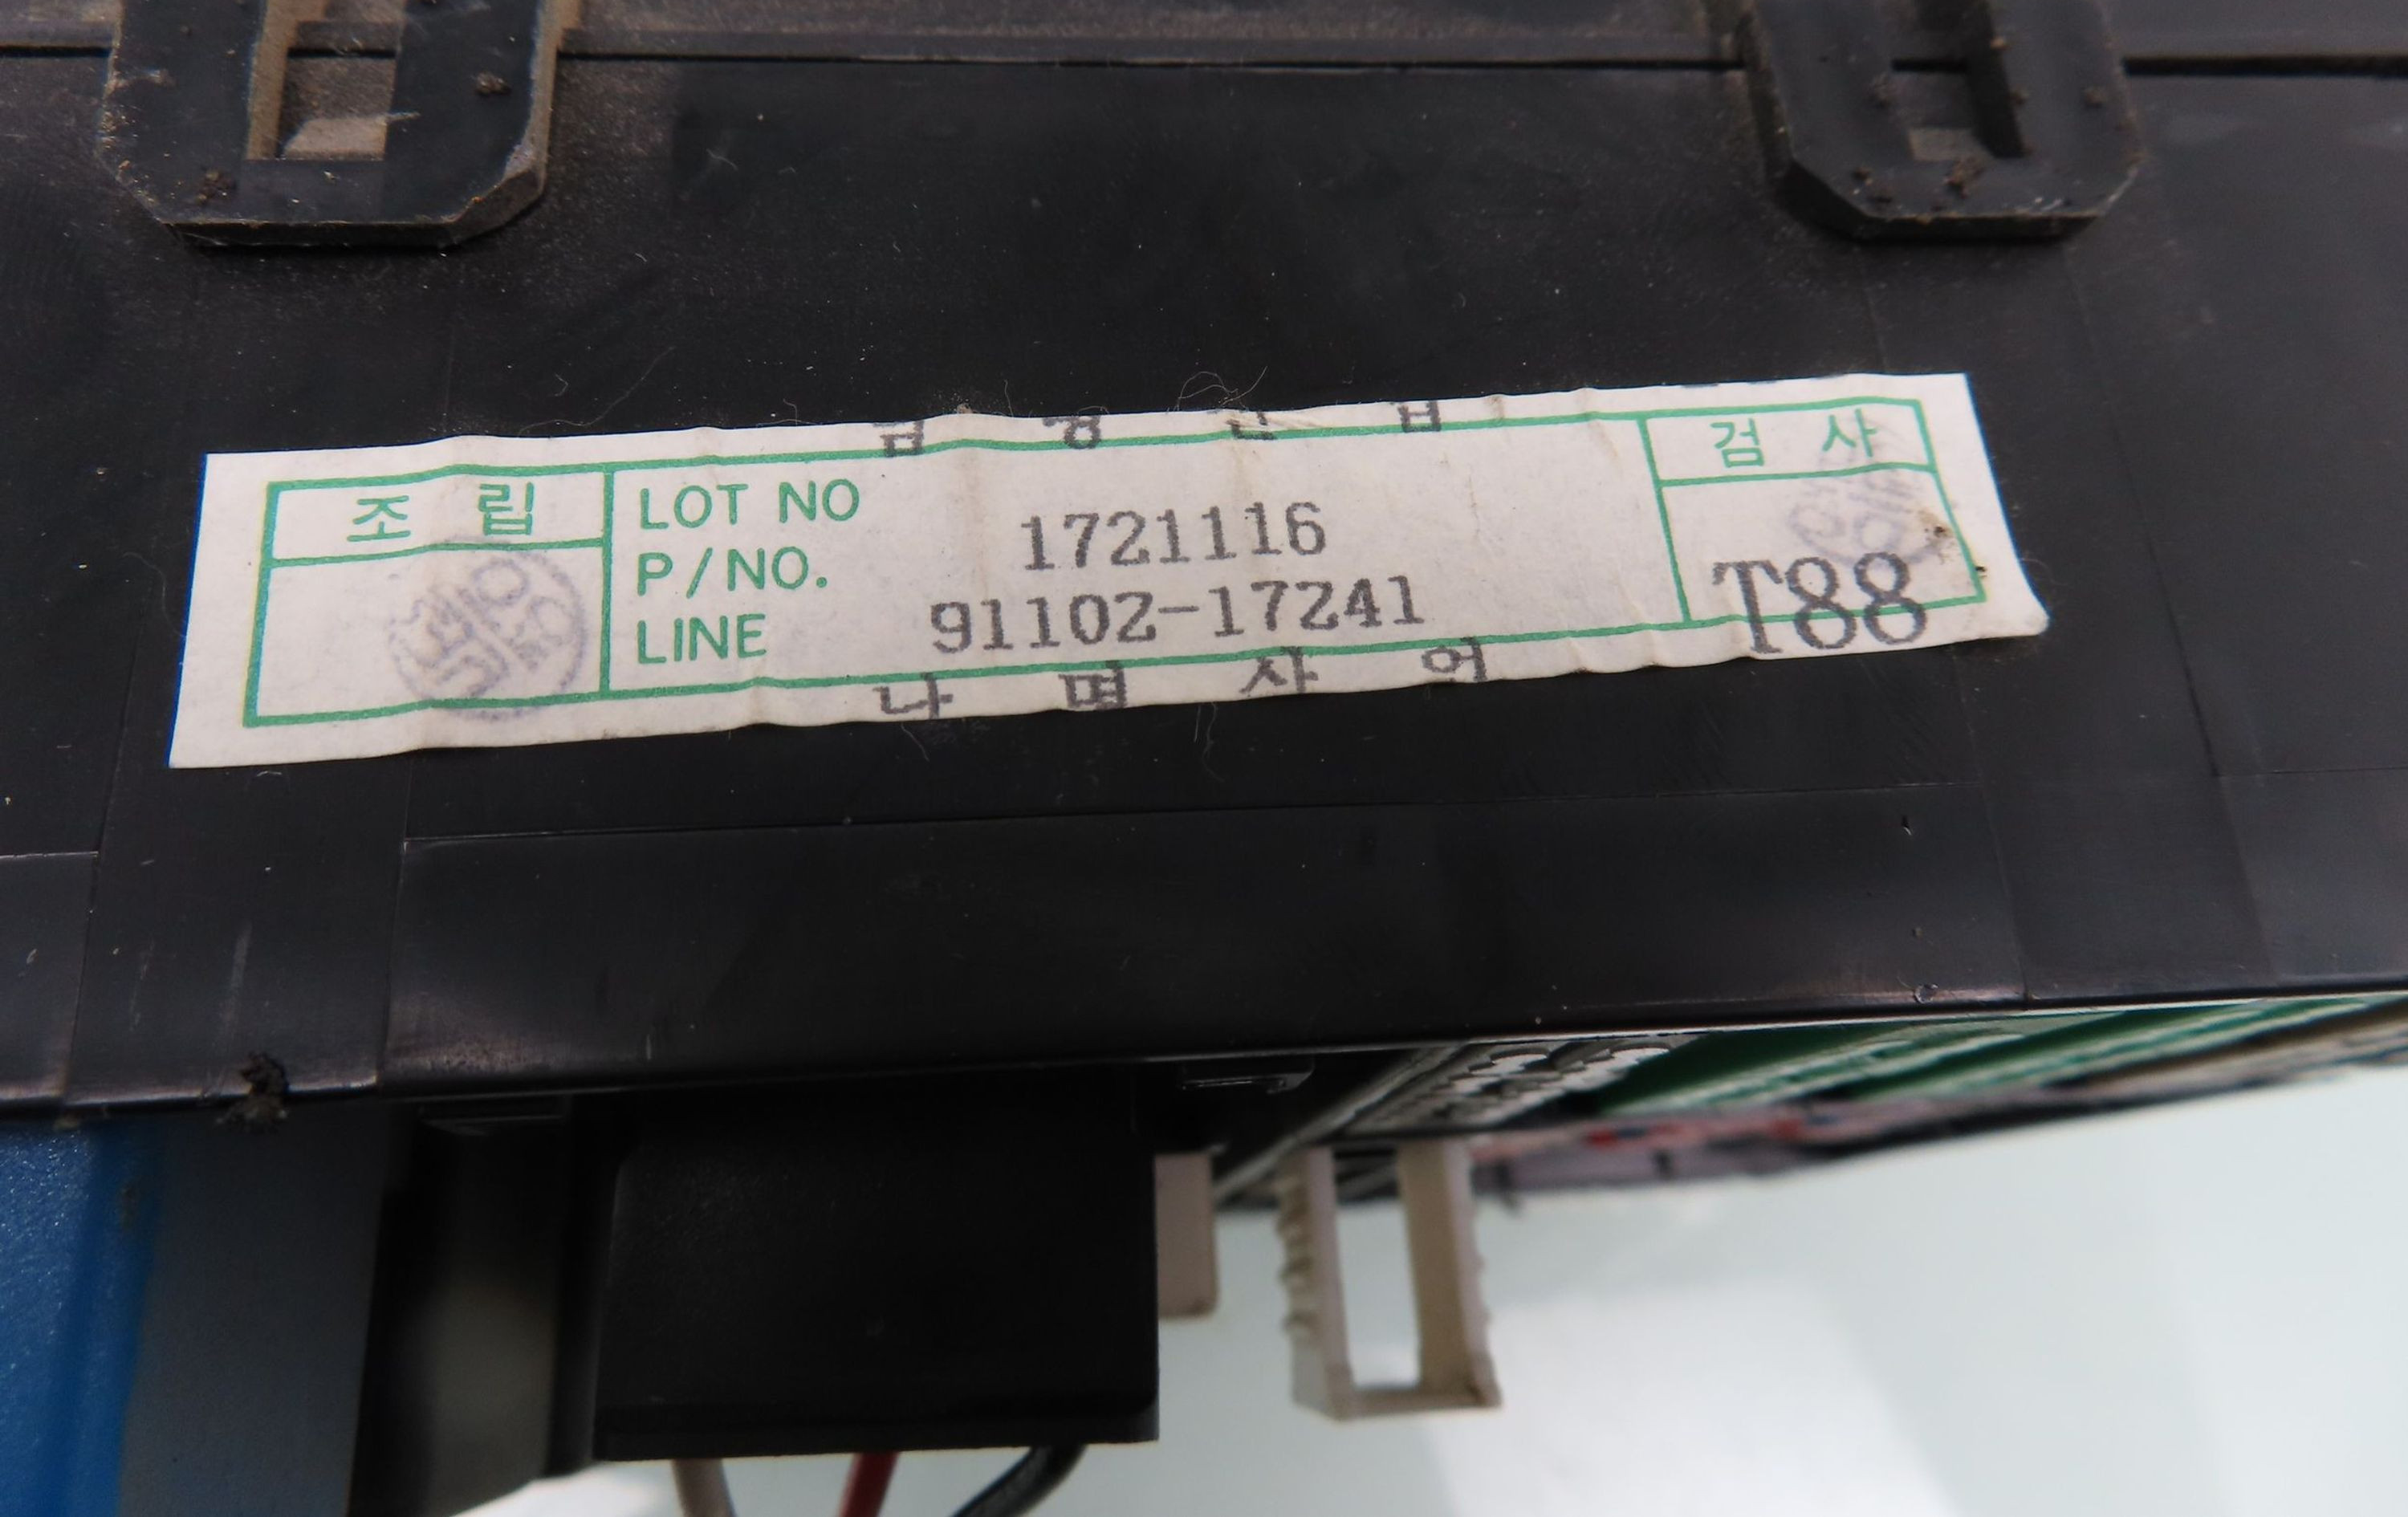 조 립
LOT NO 1721116
P/NO. 91102-17241
LINE
검 사
T88